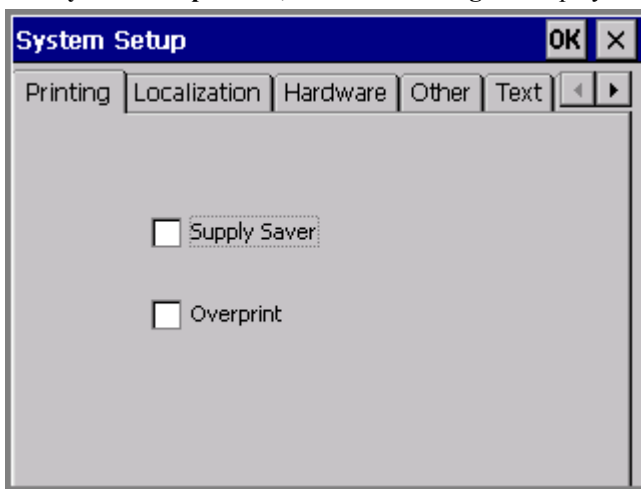 System Setup OK ×
Printing Localization Hardware Other Text
Supply Saver
Overprint